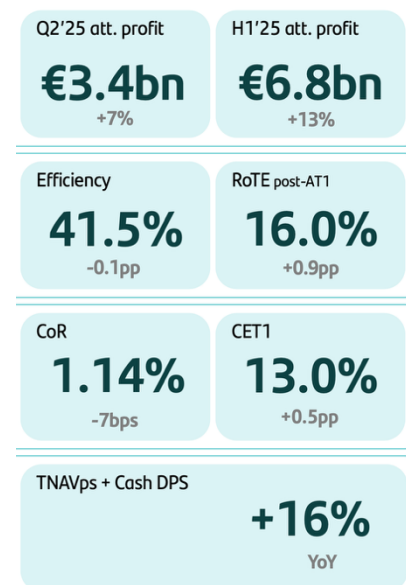 Q2’25 att. profit
€3.4bn
+7%
H1’25 att. profit
€6.8bn
+13%
Efficiency
41.5%
-0.1pp
RoTE post-AT1
16.0%
+0.9pp
CoR
1.14%
-7bps
CET1
13.0%
+0.5pp
TNAVps + Cash DPS
+16%
YoY